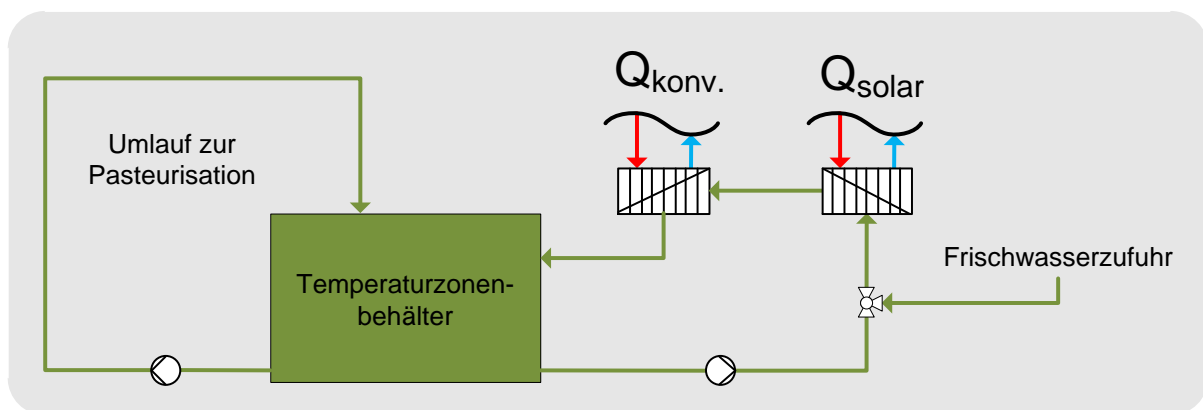 Qkonv.
Qsolar
Umlauf zur
Pasteurisation
Frischwasserzufuhr
Temperaturzonen-
behälter